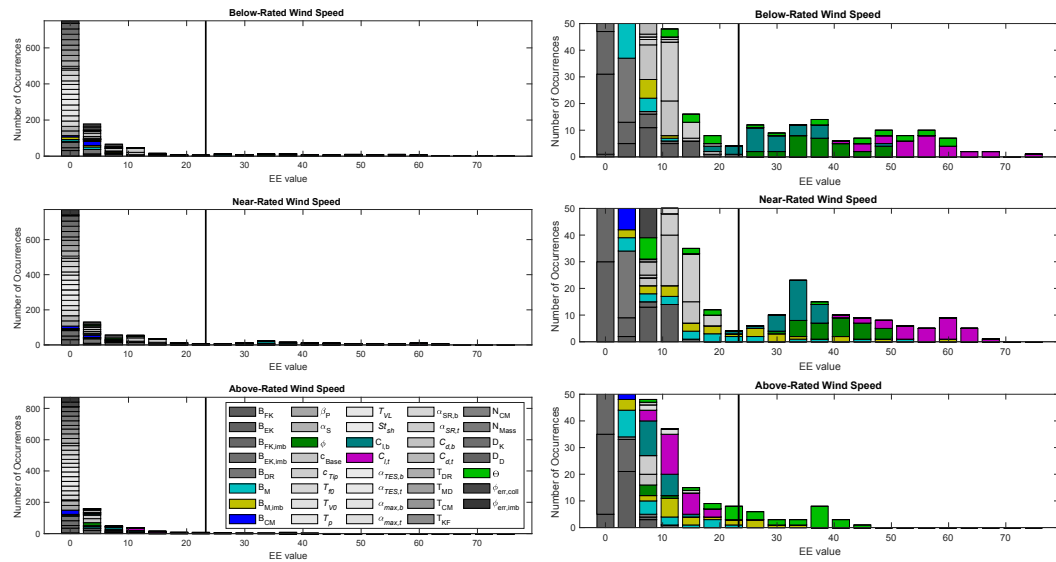 Below-Rated Wind Speed
Number of Occurrences
600
400
200
0
0 10 20 30 40 50 60 70
EE value
Below-Rated Wind Speed
Number of Occurrences
50
40
30
20
10
0
0 10 20 30 40 50 60 70
EE value
Near-Rated Wind Speed
Number of Occurrences
600
400
200
0
0 10 20 30 40 50 60 70
EE value
Near-Rated Wind Speed
Number of Occurrences
50
40
30
20
10
0
0 10 20 30 40 50 60 70
EE value
Above-Rated Wind Speed
Number of Occurrences
800
600
400
200
0
0 10 20 30 40 50 60 70
EE value
B_FK β_P T_VL α_SR,b N_CM
B_EK α_S St_sh α_SR,t N_Mass
B_FK,imb ϕ C_l,b C_d,b D_K
B_EK,imb c_Base C_l,t C_d,t D_D
B_DR c_Tip α_TES,b T_DR Θ
B_M T_f0 α_TES,t T_MD ϕ_err,coll
B_M,imb T_V0 α_max,b T_CM ϕ_err,imb
B_CM T_p α_max,t T_KF
Above-Rated Wind Speed
Number of Occurrences
50
40
30
20
10
0
0 10 20 30 40 50 60 70
EE value